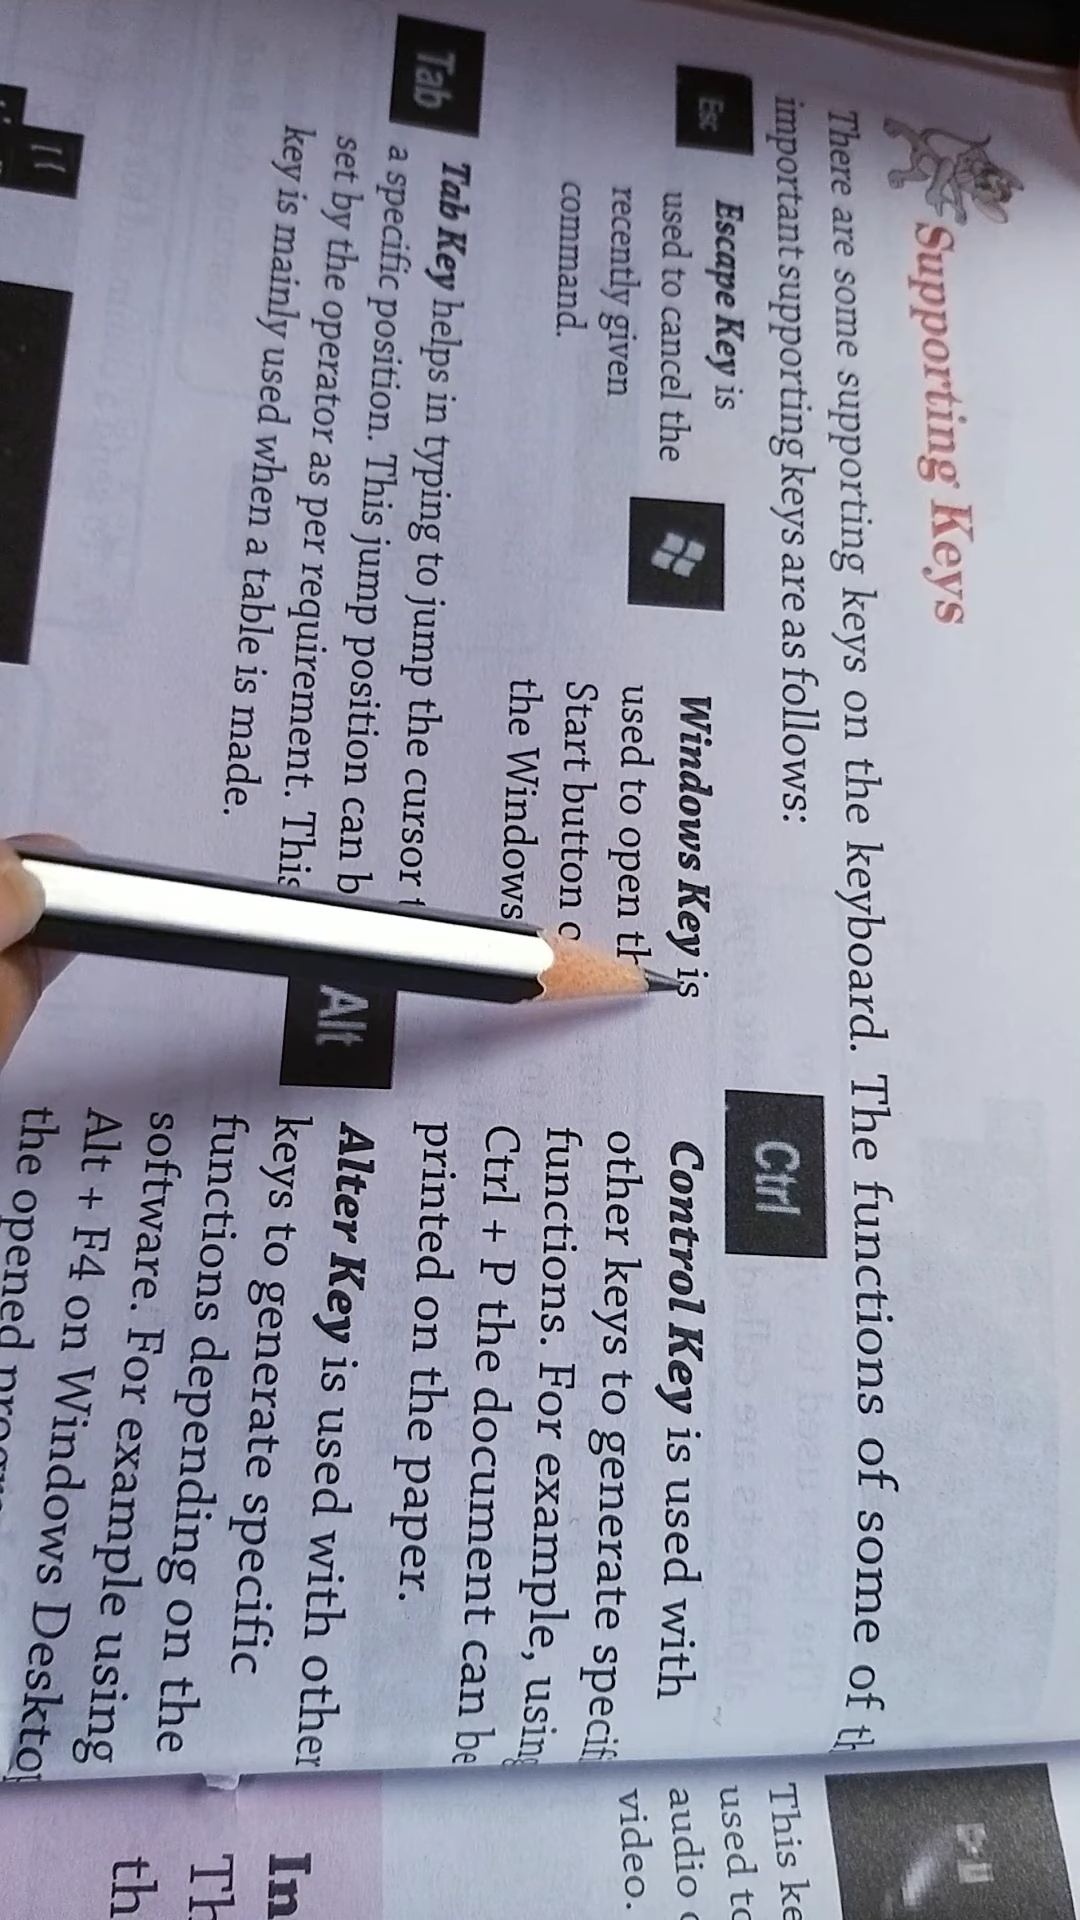 Supporting Keys
There are some supporting keys on the keyboard. The functions of some of
important supporting keys are as follows:
Esc
Escape Key is
used to cancel the
recently given
command.
Windows Key is
used to open
Start button
the Windows
Ctrl
Control Key is used with
other keys to generate
functions. For example, using
Ctrl + P the document can be
printed on the paper.
Tab
Tab Key helps in typing to jump the cursor
a specific position. This jump position can
set by the operator as per requirement. This
key is mainly used when a table is made.
Alt
Alter Key is used with other
keys to generate specific
functions depending on the
software. For example using
Alt + F4 on Windows
the opened
This
used to
audio
video.